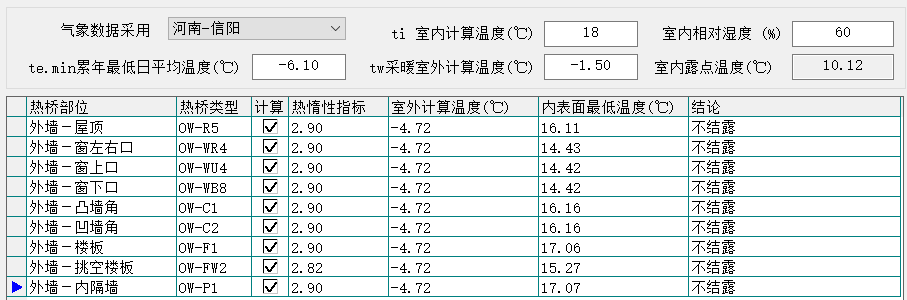 气象数据采用 河南-信阳 ti 室内计算温度(℃) 18 室内相对湿度 (%) 60
te.min累年最低日平均温度(℃) -6.10 tw采暖室外计算温度(℃) -1.50 室内露点温度(℃) 10.12
热桥部位 热桥类型 计算 热惰性指标 室外计算温度(℃) 内表面最低温度(℃) 结论
外墙－屋顶 OW-R5 2.90 -4.72 16.11 不结露
外墙－窗左右口 OW-WR4 2.90 -4.72 14.43 不结露
外墙－窗上口 OW-WU4 2.90 -4.72 14.42 不结露
外墙－窗下口 OW-WB8 2.90 -4.72 14.42 不结露
外墙－凸墙角 OW-C1 2.90 -4.72 16.16 不结露
外墙－凹墙角 OW-C2 2.90 -4.72 16.16 不结露
外墙－楼板 OW-F1 2.90 -4.72 17.06 不结露
外墙－挑空楼板 OW-FW2 2.82 -4.72 15.27 不结露
外墙－内隔墙 OW-P1 2.90 -4.72 17.07 不结露